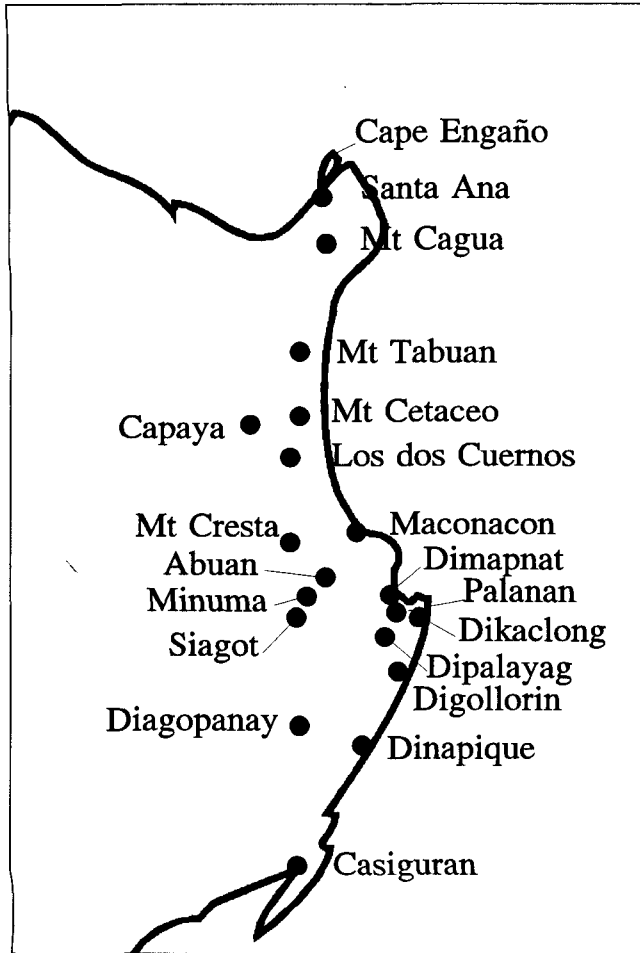 Cape Engaño
Santa Ana
Mt Cagua
Mt Tabuan
Mt Cetaceo
Capaya
Los dos Cuernos
Mt Cresta
Maconacon
Abuan
Dimapnat
Minuma
Palanan
Siagot
Dikaclong
Dipalayag
Digollorin
Diagopanay
Dinapique
Casiguran